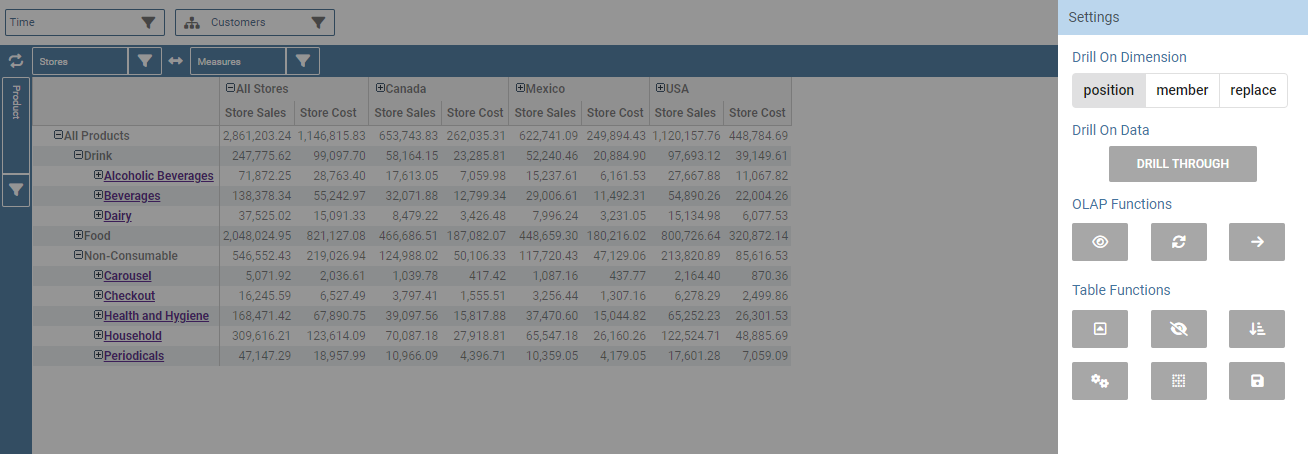 Time
Customers
Settings
Stores
Measures
Drill On Dimension
position member replace
Drill On Data
DRILL THROUGH
OLAP Functions
Table Functions
Product
All Stores Canada Mexico USA
Store Sales Store Cost Store Sales Store Cost Store Sales Store Cost Store Sales Store Cost
All Products 2,861,203.24 1,146,815.83 653,743.83 262,035.31 622,741.09 249,894.43 1,120,157.76 448,784.69
Drink 247,775.62 99,097.70 58,164.15 23,285.81 52,240.46 20,884.90 97,693.12 39,149.61
Alcoholic Beverages 71,872.25 28,763.40 17,613.05 7,059.98 15,237.61 6,161.53 27,667.88 11,067.82
Beverages 138,378.34 55,242.97 32,071.88 12,799.34 29,006.61 11,492.31 54,890.26 22,004.26
Dairy 37,525.02 15,091.33 8,479.22 3,426.48 7,996.24 3,231.05 15,134.98 6,077.53
Food 2,048,024.95 821,127.08 466,686.51 187,082.07 448,659.30 180,216.02 800,726.64 320,872.14
Non-Consumable 546,552.43 219,026.94 124,988.02 50,106.33 117,720.43 47,129.06 213,820.89 85,616.53
Carousel 5,071.92 2,036.61 1,039.78 417.42 1,087.16 437.77 2,164.40 870.36
Checkout 16,245.59 6,527.49 3,797.41 1,555.51 3,256.44 1,307.16 6,278.29 2,499.86
Health and Hygiene 168,471.42 67,890.75 39,097.56 15,817.88 37,470.60 15,044.82 65,252.23 26,301.53
Household 309,616.21 123,614.09 70,087.18 27,918.81 65,547.18 26,160.26 122,524.71 48,885.69
Periodicals 47,147.29 18,957.99 10,966.09 4,396.71 10,359.05 4,179.05 17,601.28 7,059.09